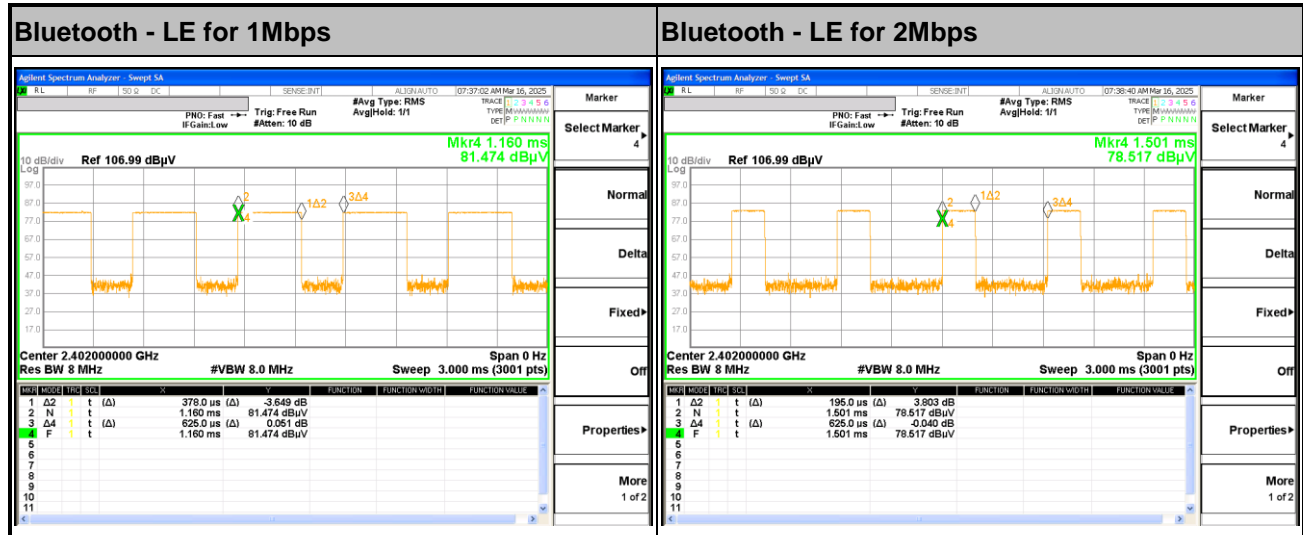 Bluetooth - LE for 1Mbps
Agilent Spectrum Analyzer - Swept SA
RL RF 50 Ω DC SENSE:INT ALIGNAUTO 07:37:02 AM Mar 16, 2025
#Avg Type: RMS TRACE 1 2 3 4 5 6
PNO: Fast Trig: Free Run Avg|Hold: 1/1 TYPE
IFGain:Low #Atten: 10 dB DET P P N N N N
Mkr4 1.160 ms
81.474 dBµV
10 dB/div Ref 106.99 dBµV
Log
97.0
87.0
77.0
67.0
57.0
47.0
37.0
27.0
17.0
2
4
1Δ2
3Δ4
Center 2.402000000 GHz Span 0 Hz
Res BW 8 MHz #VBW 8.0 MHz Sweep 3.000 ms (3001 pts)
MKR MODE TRC SCL X Y FUNCTION FUNCTION WIDTH FUNCTION VALUE
1 Δ2 1 t (Δ) 378.0 µs (Δ) -3.649 dB
2 N 1 t 1.160 ms 81.474 dBµV
3 Δ4 1 t (Δ) 625.0 µs (Δ) 0.051 dB
4 F 1 t 1.160 ms 81.474 dBµV
5
6
7
8
9
10
11
Marker
Select Marker
4
Normal
Delta
Fixed
Off
Properties
More
1 of 2
Bluetooth - LE for 2Mbps
Agilent Spectrum Analyzer - Swept SA
RL RF 50 Ω DC SENSE:INT ALIGNAUTO 07:38:40 AM Mar 16, 2025
#Avg Type: RMS TRACE 1 2 3 4 5 6
PNO: Fast Trig: Free Run Avg|Hold: 1/1 TYPE
IFGain:Low #Atten: 10 dB DET P P N N N N
Mkr4 1.501 ms
78.517 dBµV
10 dB/div Ref 106.99 dBµV
Log
97.0
87.0
77.0
67.0
57.0
47.0
37.0
27.0
17.0
2
4
1Δ2
3Δ4
Center 2.402000000 GHz Span 0 Hz
Res BW 8 MHz #VBW 8.0 MHz Sweep 3.000 ms (3001 pts)
MKR MODE TRC SCL X Y FUNCTION FUNCTION WIDTH FUNCTION VALUE
1 Δ2 1 t (Δ) 195.0 µs (Δ) 3.803 dB
2 N 1 t 1.501 ms 78.517 dBµV
3 Δ4 1 t (Δ) 625.0 µs (Δ) -0.040 dB
4 F 1 t 1.501 ms 78.517 dBµV
5
6
7
8
9
10
11
Marker
Select Marker
4
Normal
Delta
Fixed
Off
Properties
More
1 of 2